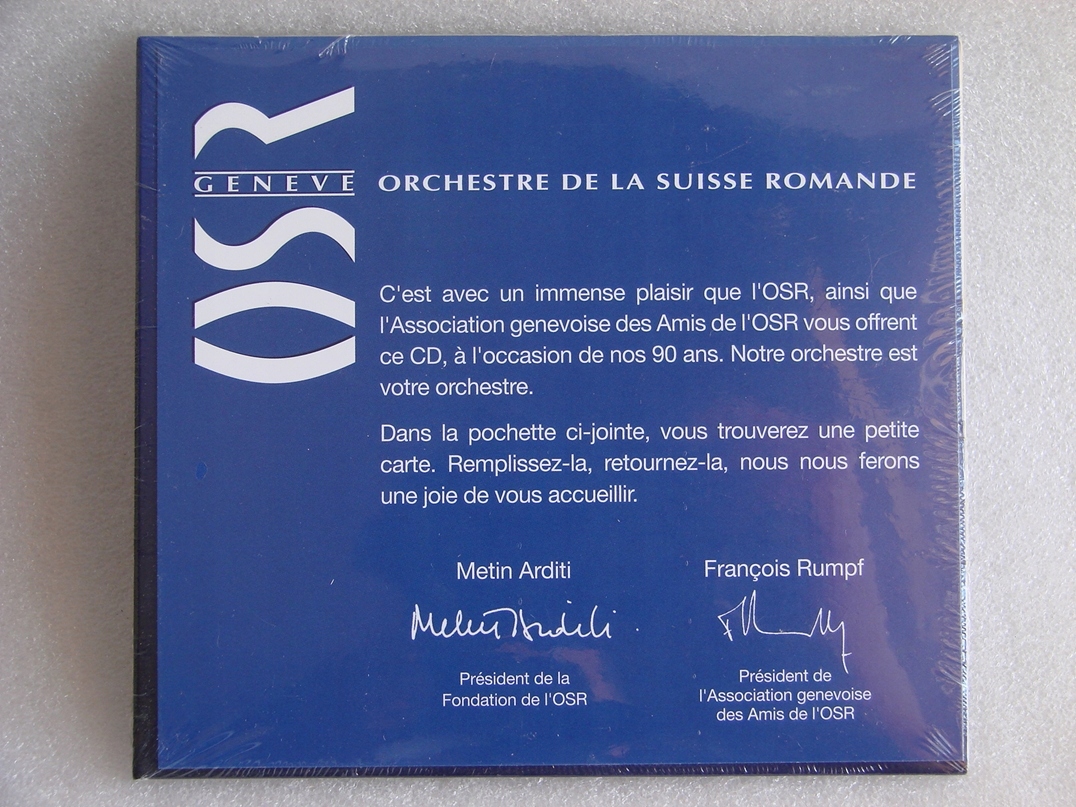 OSR
GENEVE
ORCHESTRE DE LA SUISSE ROMANDE
C'est avec un immense plaisir que l'OSR, ainsi que
l'Association genevoise des Amis de l'OSR vous offrent
ce CD, à l'occasion de nos 90 ans. Notre orchestre est
votre orchestre.
Dans la pochette ci-jointe, vous trouverez une petite
carte. Remplissez-la, retournez-la, nous nous ferons
une joie de vous accueillir.
Metin Arditi
Metin Arditi
Président de la
Fondation de l'OSR
François Rumpf
Président de
l'Association genevoise
des Amis de l'OSR